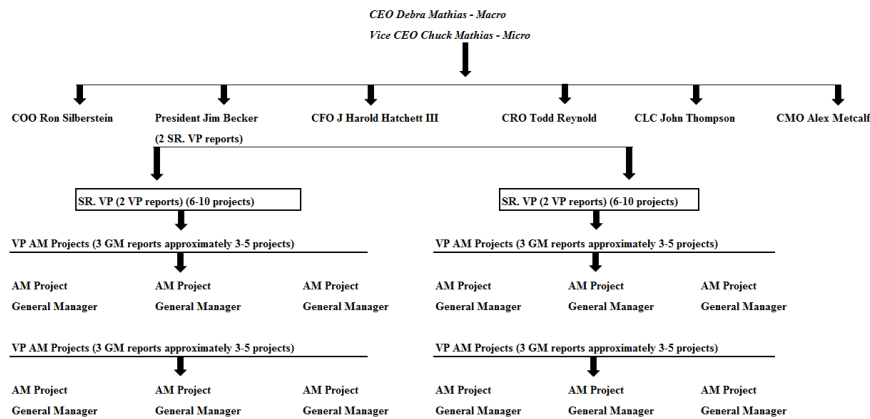 CEO Debra Mathias - Macro
Vice CEO Chuck Mathias - Micro
COO Ron Silberstein President Jim Becker CFO J Harold Hatchett III CRO Todd Reynold CLC John Thompson CMO Alex Metcalf
(2 SR. VP reports)
SR. VP (2 VP reports) (6-10 projects) SR. VP (2 VP reports) (6-10 projects)
VP AM Projects (3 GM reports approximately 3-5 projects) VP AM Projects (3 GM reports approximately 3-5 projects)
AM Project AM Project AM Project AM Project AM Project AM Project
General Manager General Manager General Manager General Manager General Manager General Manager
VP AM Projects (3 GM reports approximately 3-5 projects) VP AM Projects (3 GM reports approximately 3-5 projects)
AM Project AM Project AM Project AM Project AM Project AM Project
General Manager General Manager General Manager General Manager General Manager General Manager